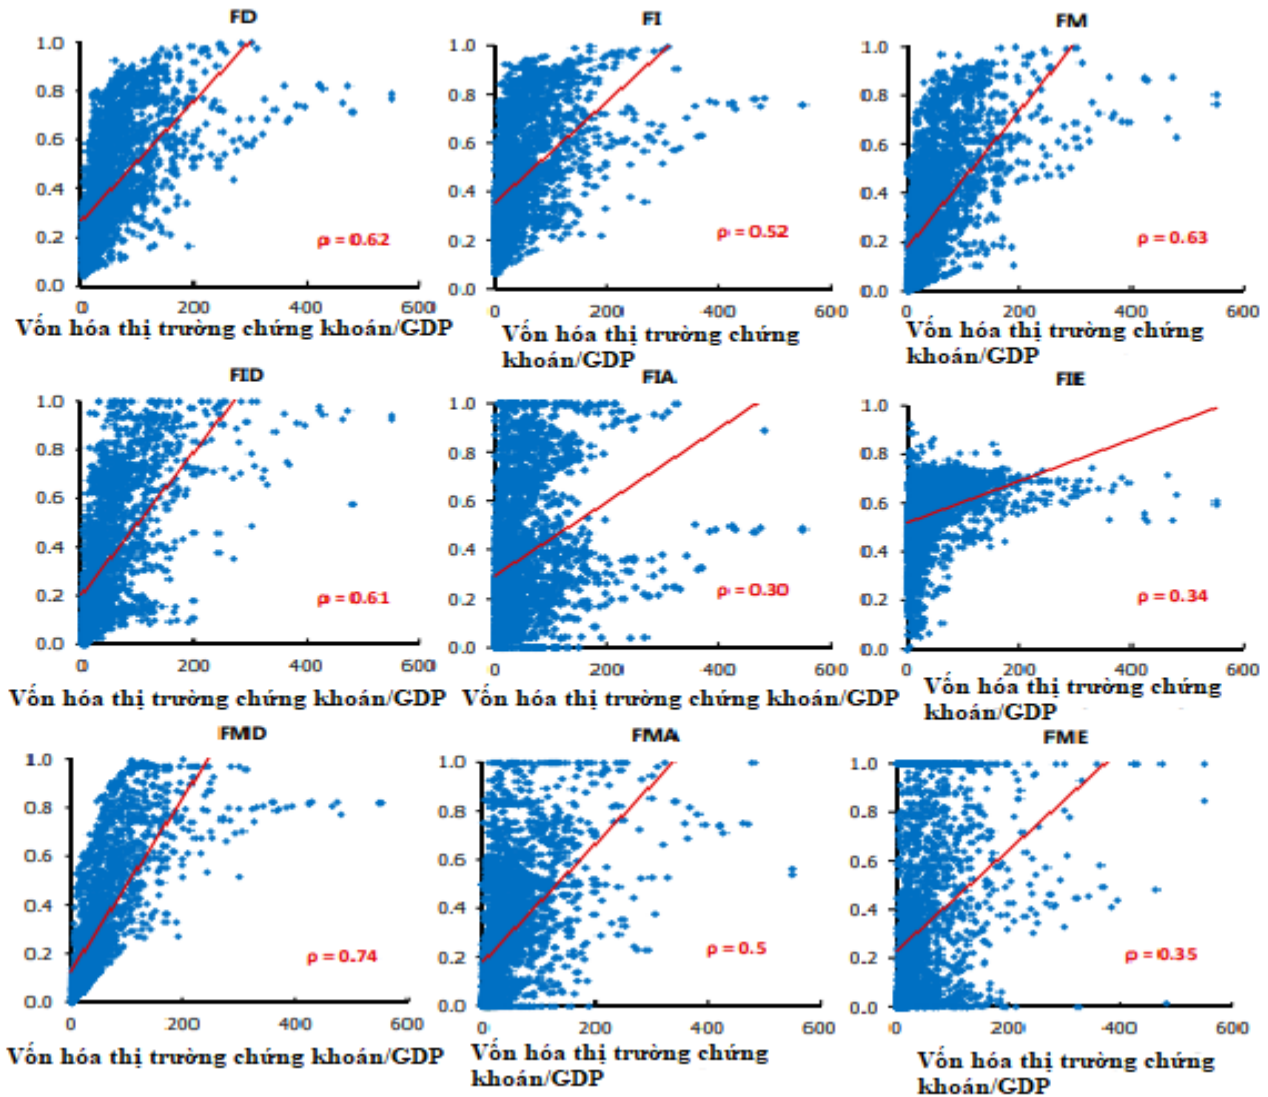 FD
1.0
0.8
0.6
0.4
0.2
0.0
0 200 400 600
ρ = 0.62
Vốn hóa thị trường chứng khoán/GDP
FI
1.0
0.8
0.6
0.4
0.2
0.0
0 200 400 600
ρ = 0.52
Vốn hóa thị trường chứng
khoán/GDP
FM
1.0
0.8
0.6
0.4
0.2
0.0
0 200 400 600
ρ = 0.63
Vốn hóa thị trường chứng
khoán/GDP
FID
1.0
0.8
0.6
0.4
0.2
0.0
0 200 400 600
ρ = 0.61
Vốn hóa thị trường chứng khoán/GDP
FIA
1.0
0.8
0.6
0.4
0.2
0.0
0 200 400 600
ρ = 0.30
Vốn hóa thị trường chứng khoán/GDP
FIE
1.0
0.8
0.6
0.4
0.2
0.0
0 200 400 600
ρ = 0.34
Vốn hóa thị trường chứng
khoán/GDP
FMID
1.0
0.8
0.6
0.4
0.2
0.0
0 200 400 600
ρ = 0.74
Vốn hóa thị trường chứng khoán/GDP
FMA
1.0
0.8
0.6
0.4
0.2
0.0
0 200 400 600
ρ = 0.5
Vốn hóa thị trường chứng
khoán/GDP
FME
1.0
0.8
0.6
0.4
0.2
0.0
0 200 400 600
ρ = 0.35
Vốn hóa thị trường chứng
khoán/GDP